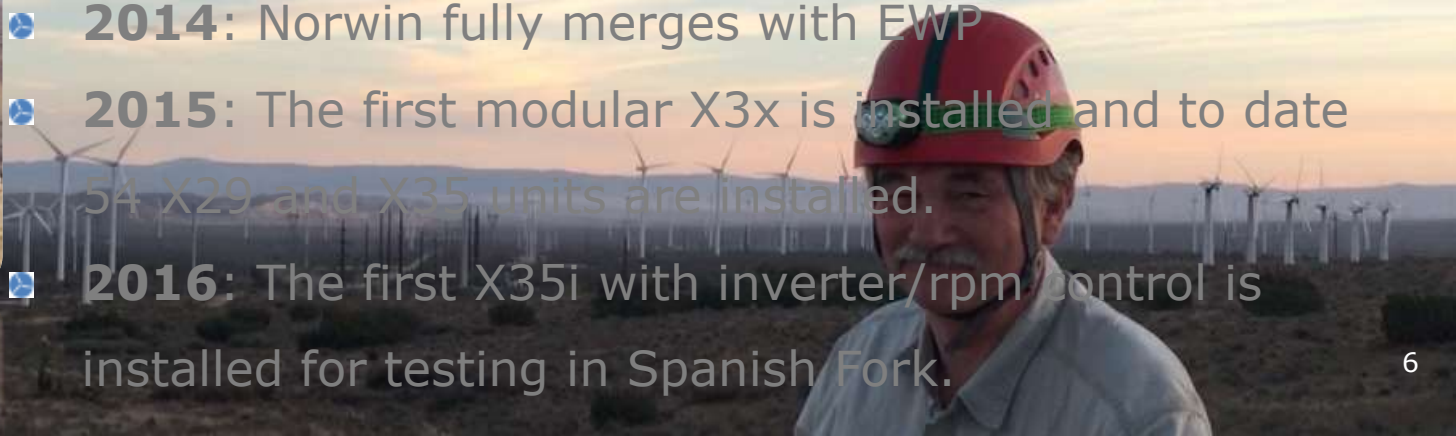 2014: Norwin fully merges with EWP
2015: The first modular X3x is installed and to date
54 X29 and X35 units are installed.
2016: The first X35i with inverter/rpm control is
installed for testing in Spanish Fork.
6